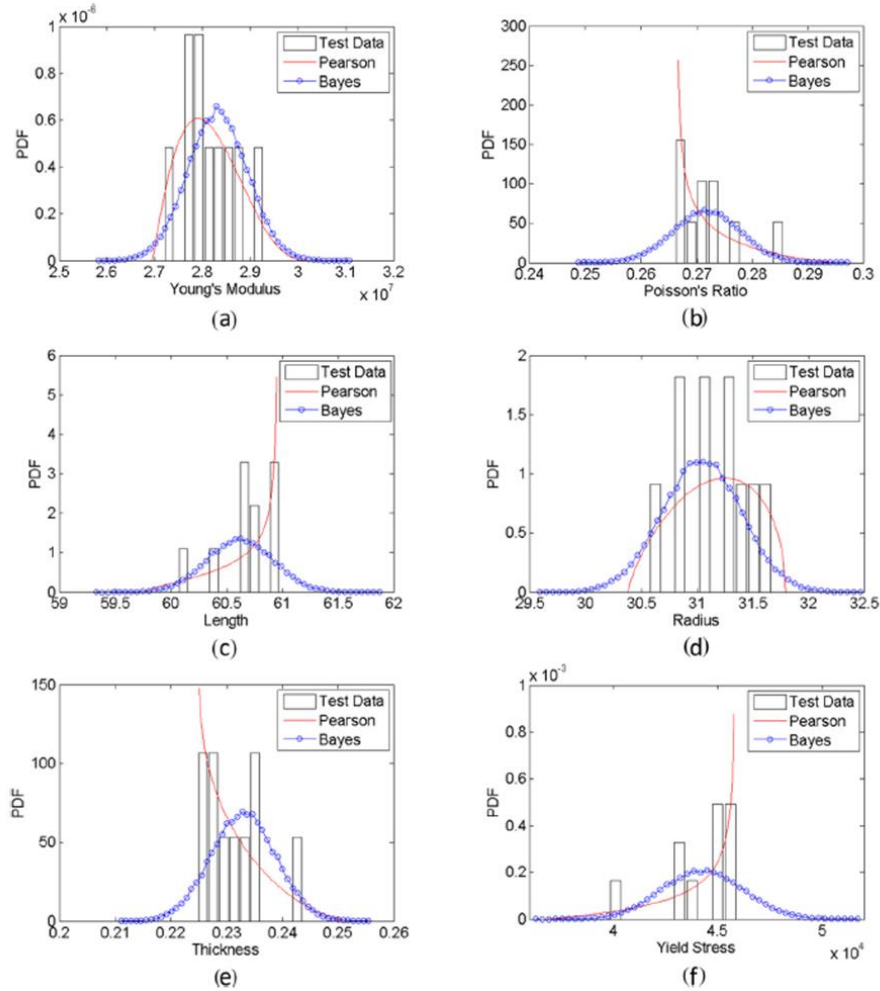 x 10⁻⁶
1
0.8
0.6
0.4
0.2
0
PDF
Test Data
Pearson
Bayes
2.5 2.6 2.7 2.8 2.9 3 3.1 3.2
Young's Modulus
x 10⁷
(a)
300
250
200
150
100
50
0
PDF
Test Data
Pearson
Bayes
0.24 0.25 0.26 0.27 0.28 0.29 0.3
Poisson's Ratio
(b)
6
5
4
3
2
1
0
PDF
Test Data
Pearson
Bayes
59 59.5 60 60.5 61 61.5 62
Length
(c)
2
1.5
1
0.5
0
PDF
Test Data
Pearson
Bayes
29.5 30 30.5 31 31.5 32 32.5
Radius
(d)
150
100
50
0
PDF
Test Data
Pearson
Bayes
0.2 0.21 0.22 0.23 0.24 0.25 0.26
Thickness
(e)
x 10⁻³
1
0.8
0.6
0.4
0.2
0
PDF
Test Data
Pearson
Bayes
4 4.5 5
Yield Stress
x 10⁴
(f)